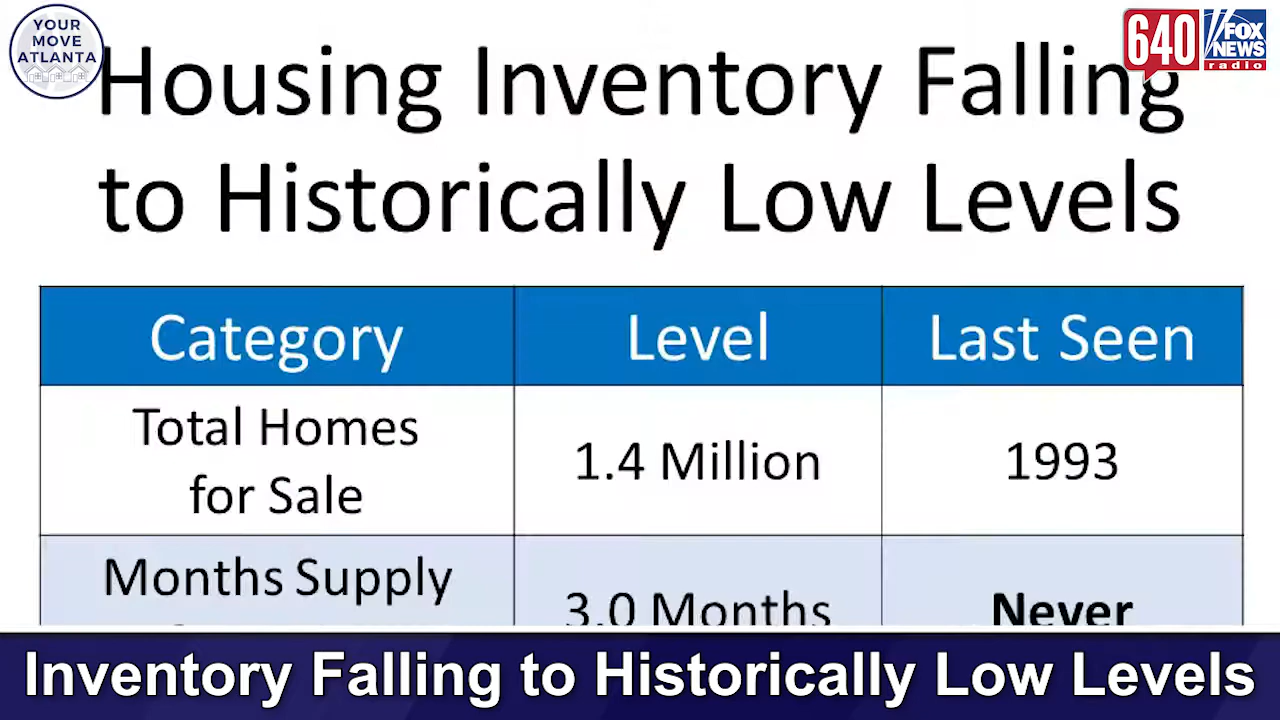 YOUR
MOVE
ATLANTA
640
FOX
NEWS
radio
Housing Inventory Falling
to Historically Low Levels
Category
Level
Last Seen
Total Homes
for Sale
1.4 Million
1993
Months Supply
3.0 Months
Never
Inventory Falling to Historically Low Levels